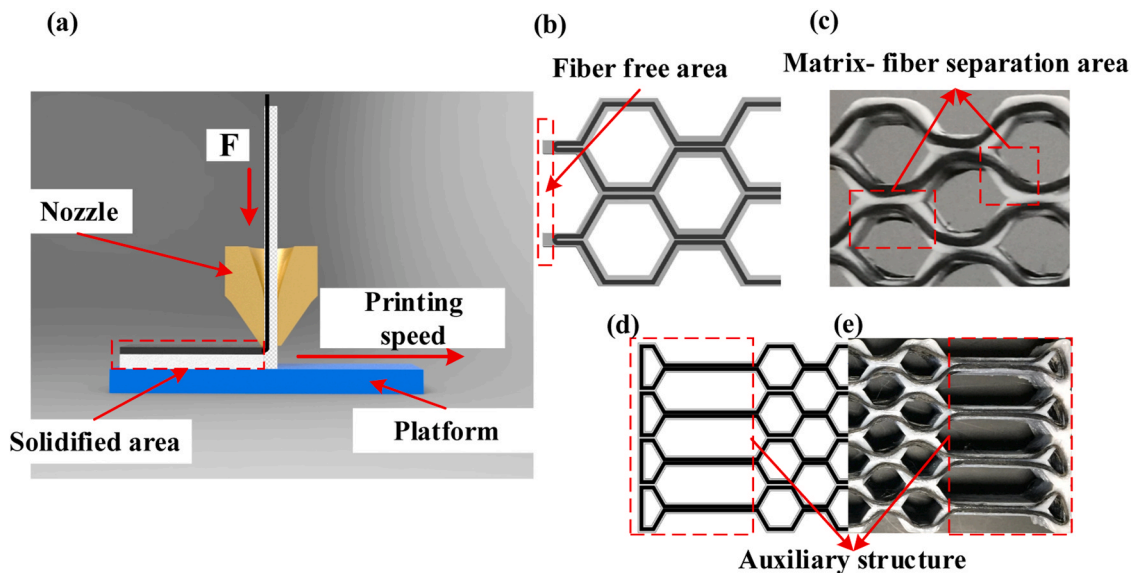 (a)
F
Nozzle
Printing
speed
Solidified area
Platform
(b)
Fiber free area
(c)
Matrix- fiber separation area
(d)
(e)
Auxiliary structure